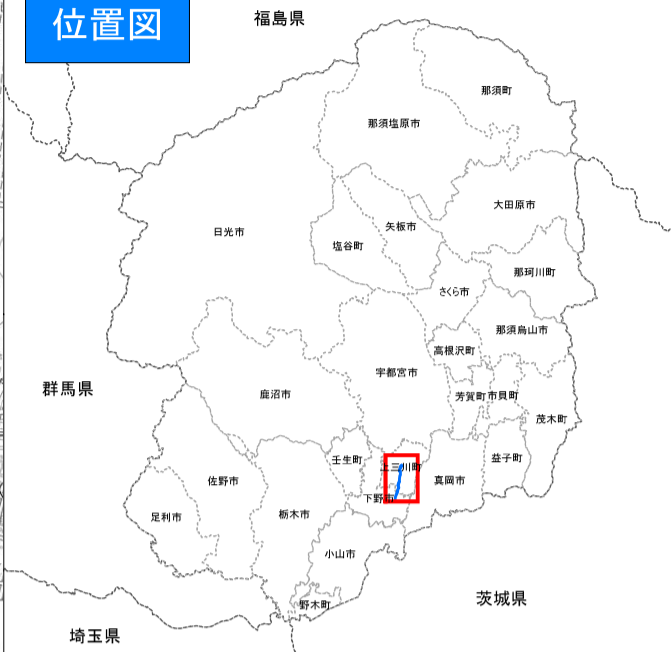 位置図
福島県
那須町
那須塩原市
大田原市
矢板市
日光市
塩谷町
那珂川町
さくら市
那須烏山市
高根沢町
宇都宮市
群馬県
鹿沼市
芳賀町
市貝町
茂木町
壬生町
上三川町
益子町
佐野市
真岡市
下野市
足利市
栃木市
小山市
野木町
茨城県
埼玉県